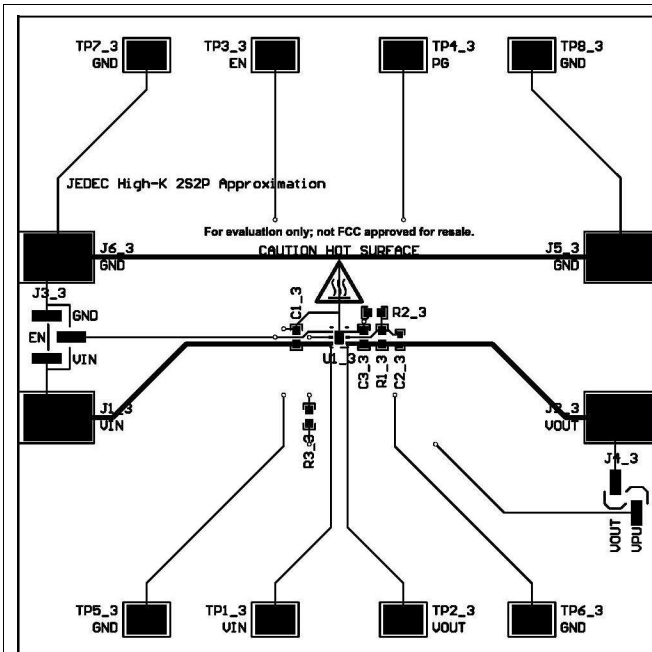 TP7_3
GND
TP3_3
EN
TP4_3
PG
TP8_3
GND
JEDEC High-K 2S2P Approximation
For evaluation only; not FCC approved for resale.
CAUTION HOT SURFACE
J6_3
GND
J5_3
GND
J3_3
GND
EN
VIN
C1_3
R2_3
U1_3
C3_3
R1_3
C2_3
J1_3
VIN
VOUT
R3_3
J4_3
VOUT
VPU
TP5_3
GND
TP1_3
VIN
TP2_3
VOUT
TP6_3
GND